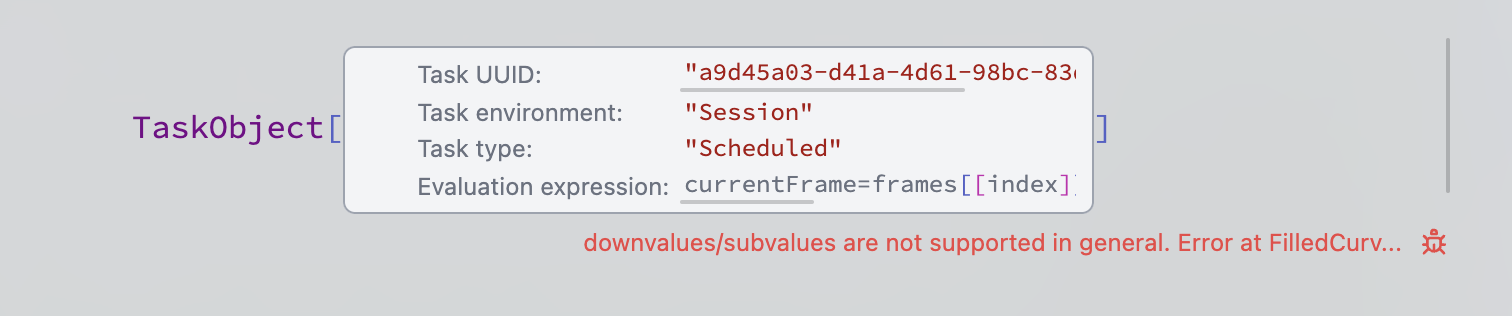 Task UUID: "a9d45a03-d41a-4d61-98bc-83
Task environment: "Session"
TaskObject[ ]
Task type: "Scheduled"
Evaluation expression: currentFrame=frames[[index]]
downvalues/subvalues are not supported in general. Error at FilledCurv...